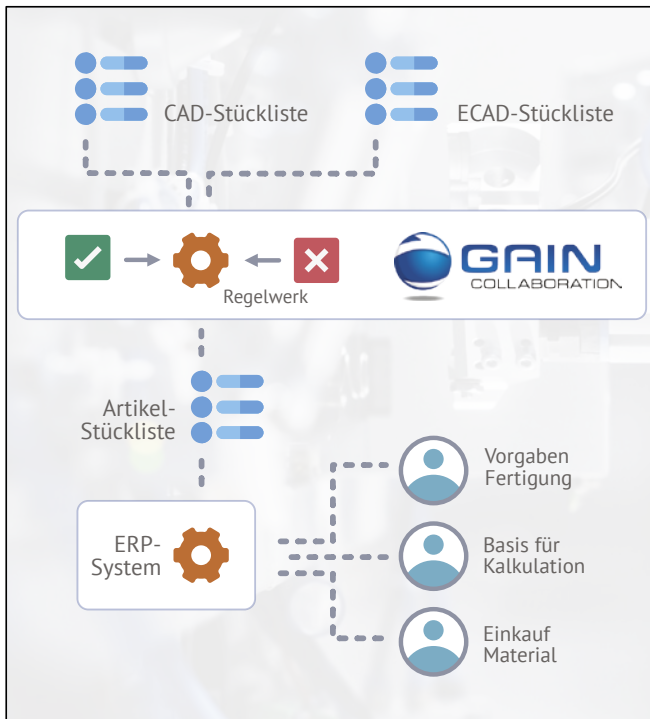 CAD-Stückliste
ECAD-Stückliste
Regelwerk
GAIN
COLLABORATION
Artikel-
Stückliste
ERP-
System
Vorgaben
Fertigung
Basis für
Kalkulation
Einkauf
Material